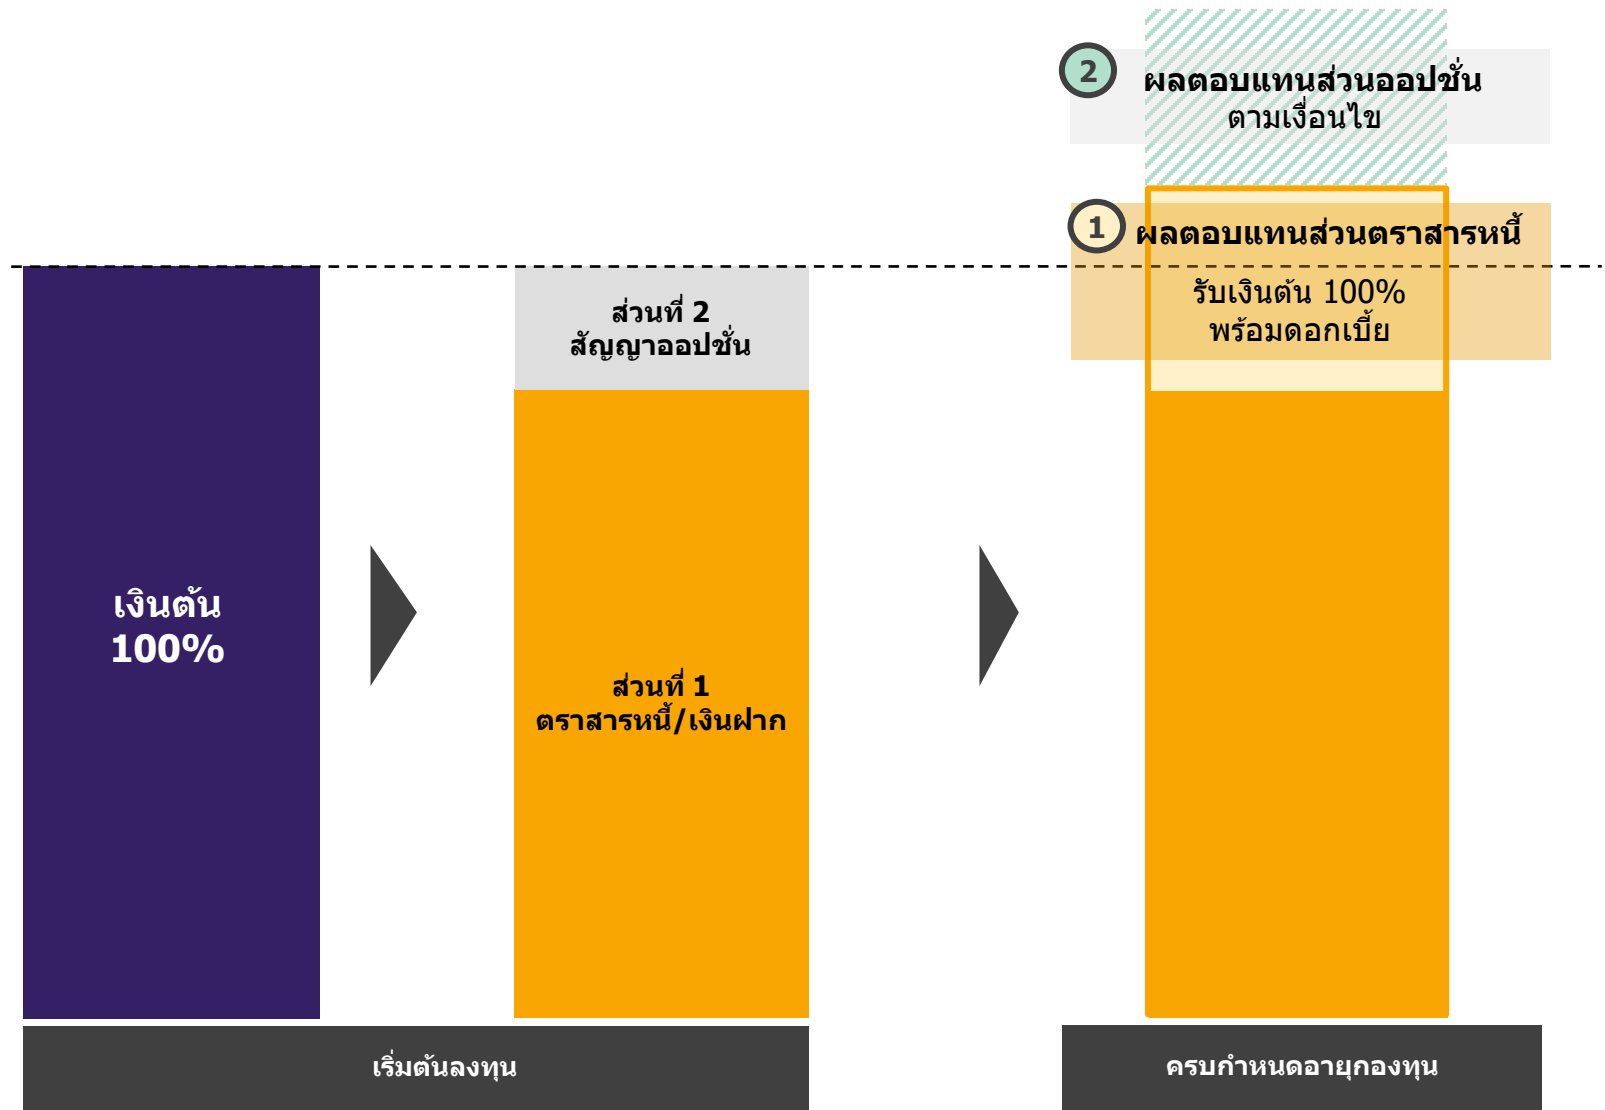 เงินต้น
100%
ส่วนที่ 2
สัญญาออปชั่น
ส่วนที่ 1
ตราสารหนี้/เงินฝาก
เริ่มต้นลงทุน
2
ผลตอบแทนส่วนออปชั่น
ตามเงื่อนไข
1
ผลตอบแทนส่วนตราสารหนี้
รับเงินต้น 100%
พร้อมดอกเบี้ย
ครบกำหนดอายุกองทุน